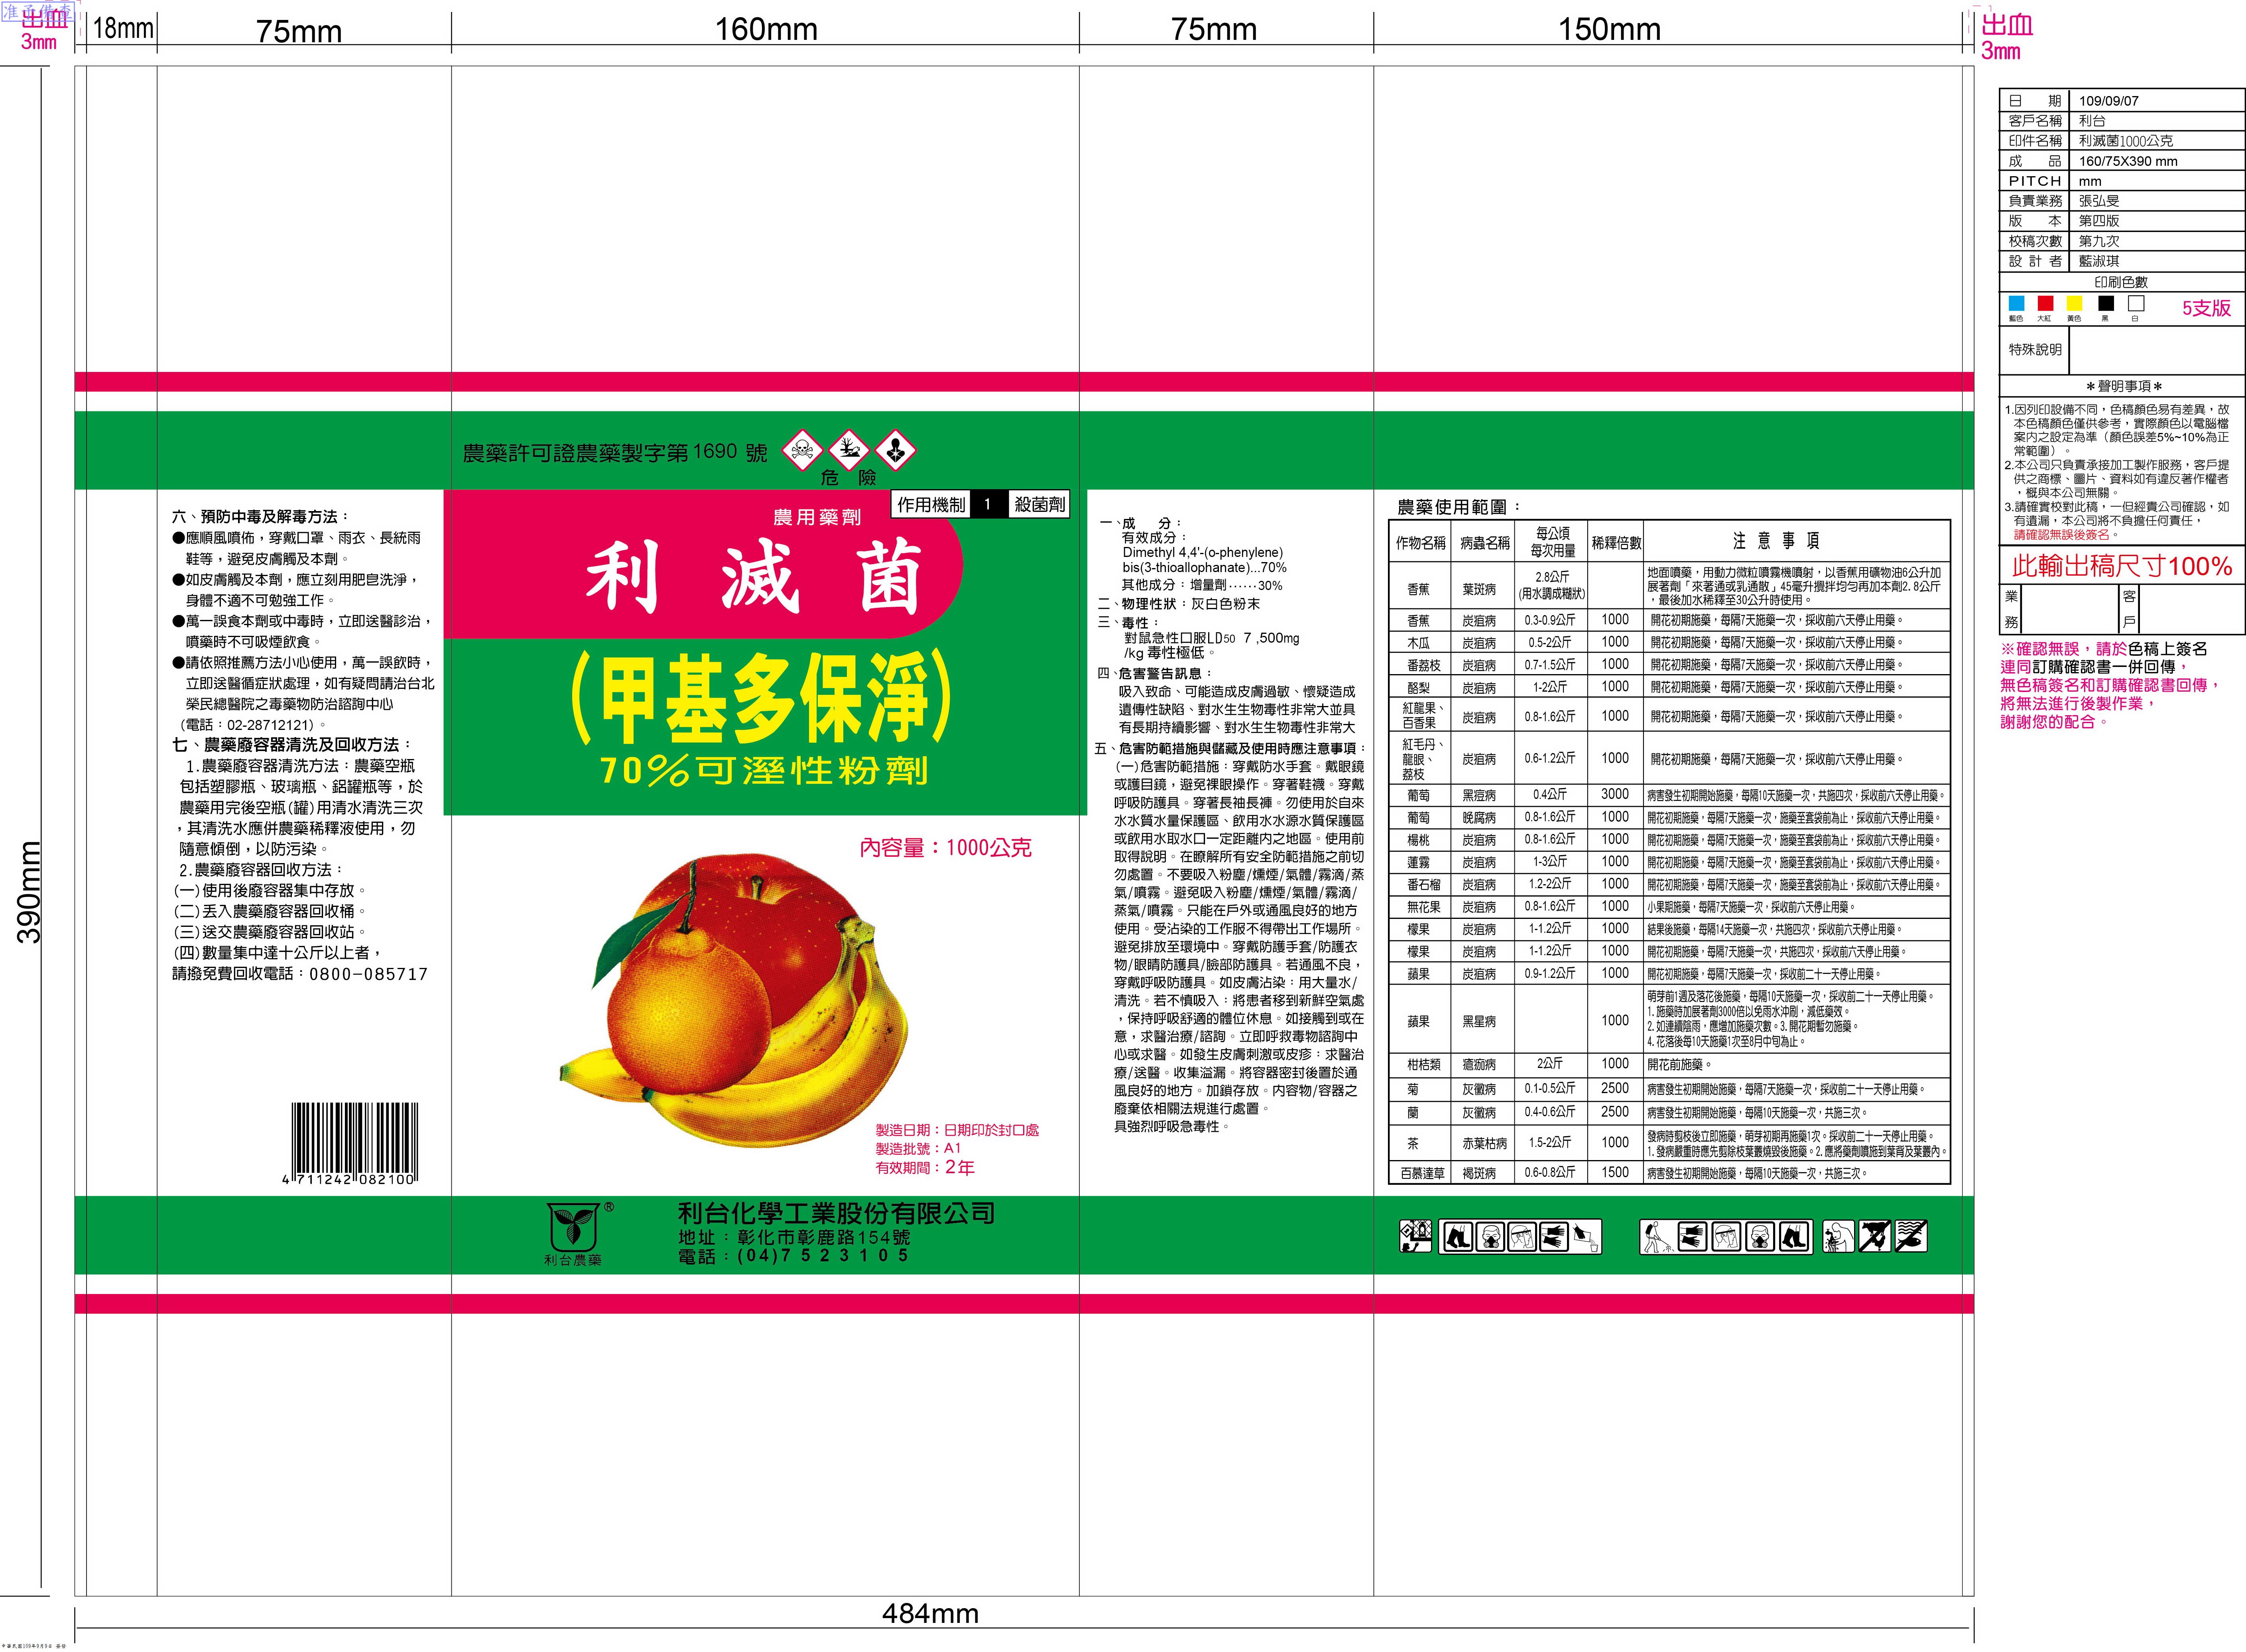 准予備查
出血
3mm
18mm
75mm
160mm
75mm
150mm
出血
3mm
390mm
484mm
農藥許可證農藥製字第1690 號
危 險
作用機制 1 殺菌劑
農用藥劑
利 滅 菌
(甲基多保淨)
70%可溼性粉劑
內容量：1000公克
製造日期：日期印於封口處
製造批號：A1
有效期間：2年
®
利台農藥
利台化學工業股份有限公司
地址：彰化市彰鹿路154號
電話：(04)7523105
六、預防中毒及解毒方法：
●應順風噴佈，穿戴口罩、雨衣、長統雨
鞋等，避免皮膚觸及本劑。
●如皮膚觸及本劑，應立刻用肥皂洗淨，
身體不適不可勉強工作。
●萬一誤食本劑或中毒時，立即送醫診治，
噴藥時不可吸煙飲食。
●請依照推薦方法小心使用，萬一誤飲時，
立即送醫循症狀處理，如有疑問請洽台北
榮民總醫院之毒藥物防治諮詢中心
(電話：02-28712121)。
七、農藥廢容器清洗及回收方法：
1.農藥廢容器清洗方法：農藥空瓶
包括塑膠瓶、玻璃瓶、鋁罐瓶等，於
農藥用完後空瓶(罐)用清水清洗三次
，其清洗水應併農藥稀釋液使用，勿
隨意傾倒，以防污染。
2.農藥廢容器回收方法：
(一)使用後廢容器集中存放。
(二)丟入農藥廢容器回收桶。
(三)送交農藥廢容器回收站。
(四)數量集中達十公斤以上者，
請撥免費回收電話：0800-085717
4 711242 082100
一、成 分：
有效成分：
Dimethyl 4,4'-(o-phenylene)
bis(3-thioallophanate)...70%
其他成分：增量劑······30%
二、物理性狀：灰白色粉末
三、毒性：
對鼠急性口服LD50 7 ,500mg
/kg 毒性極低。
四、危害警告訊息：
吸入致命、可能造成皮膚過敏、懷疑造成
遺傳性缺陷、對水生生物毒性非常大並具
有長期持續影響、對水生生物毒性非常大
五、危害防範措施與儲藏及使用時應注意事項：
(一)危害防範措施：穿戴防水手套。戴眼鏡
或護目鏡，避免裸眼操作。穿著鞋襪。穿戴
呼吸防護具。穿著長袖長褲。勿使用於自來
水水質水量保護區、飲用水水源水質保護區
或飲用水取水口一定距離內之地區。使用前
取得說明。在瞭解所有安全防範措施之前切
勿處置。不要吸入粉塵/燻煙/氣體/霧滴/蒸
氣/噴霧。避免吸入粉塵/燻煙/氣體/霧滴/
蒸氣/噴霧。只能在戶外或通風良好的地方
使用。受沾染的工作服不得帶出工作場所。
避免排放至環境中。穿戴防護手套/防護衣
物/眼睛防護具/臉部防護具。若通風不良，
穿戴呼吸防護具。如皮膚沾染：用大量水/
清洗。若不慎吸入：將患者移到新鮮空氣處
，保持呼吸舒適的體位休息。如接觸到或在
意，求醫治療/諮詢。立即呼救毒物諮詢中
心或求醫。如發生皮膚刺激或皮疹：求醫治
療/送醫。收集溢漏。將容器密封後置於通
風良好的地方。加鎖存放。內容物/容器之
廢棄依相關法規進行處置。
具強烈呼吸急毒性。
農藥使用範圍：
作物名稱 病蟲名稱 每公頃每次用量 稀釋倍數 注 意 事 項
香蕉 葉斑病 2.8公斤(用水調成糊狀) 地面噴藥，用動力微粒噴霧機噴射，以香蕉用礦物油6公升加
展著劑「來著通或乳通散」45毫升攪拌均勻再加本劑2.8公斤
，最後加水稀釋至30公升時使用。
香蕉 炭疽病 0.3-0.9公斤 1000 開花初期施藥，每隔7天施藥一次，採收前六天停止用藥。
木瓜 炭疽病 0.5-2公斤 1000 開花初期施藥，每隔7天施藥一次，採收前六天停止用藥。
番荔枝 炭疽病 0.7-1.5公斤 1000 開花初期施藥，每隔7天施藥一次，採收前六天停止用藥。
酪梨 炭疽病 1-2公斤 1000 開花初期施藥，每隔7天施藥一次，採收前六天停止用藥。
紅龍果、百香果 炭疽病 0.8-1.6公斤 1000 開花初期施藥，每隔7天施藥一次，採收前六天停止用藥。
紅毛丹、龍眼、荔枝 炭疽病 0.6-1.2公斤 1000 開花初期施藥，每隔7天施藥一次，採收前六天停止用藥。
葡萄 黑痘病 0.4公斤 3000 病害發生初期開始施藥，每隔10天施藥一次，共施四次，採收前六天停止用藥。
葡萄 晚腐病 0.8-1.6公斤 1000 開花初期施藥，每隔7天施藥一次，施藥至套袋前為止，採收前六天停止用藥。
楊桃 炭疽病 0.8-1.6公斤 1000 開花初期施藥，每隔7天施藥一次，施藥至套袋前為止，採收前六天停止用藥。
蓮霧 炭疽病 1-3公斤 1000 開花初期施藥，每隔7天施藥一次，施藥至套袋前為止，採收前六天停止用藥。
番石榴 炭疽病 1.2-2公斤 1000 開花初期施藥，每隔7天施藥一次，施藥至套袋前為止，採收前六天停止用藥。
無花果 炭疽病 0.8-1.6公斤 1000 小果期施藥，每隔7天施藥一次，採收前六天停止用藥。
檬果 炭疽病 1-1.2公斤 1000 結果後施藥，每隔14天施藥一次，共施四次，採收前六天停止用藥。
檬果 炭疽病 1-1.2公斤 1000 開花初期施藥，每隔7天施藥一次，共施四次，採收前六天停止用藥。
蘋果 炭疽病 0.9-1.2公斤 1000 開花初期施藥，每隔7天施藥一次，採收前二十一天停止用藥。
蘋果 黑星病 1000 萌芽前1週及落花後施藥，每隔10天施藥一次，採收前二十一天停止用藥。
1.施藥時加展著劑3000倍以免雨水沖刷，減低藥效。
2.如連續陰雨，應增加施藥次數。3.開花期暫勿施藥。
4.花落後每10天施藥1次至8月中旬為止。
柑桔類 瘡痂病 2公斤 1000 開花前施藥。
菊 灰黴病 0.1-0.5公斤 2500 病害發生初期開始施藥，每隔7天施藥一次，採收前二十一天停止用藥。
蘭 灰黴病 0.4-0.6公斤 2500 病害發生初期開始施藥，每隔10天施藥一次，共施三次。
茶 赤葉枯病 1.5-2公斤 1000 發病時剪枝後立即施藥，萌芽初期再施藥1次。採收前二十一天停止用藥。
1.發病嚴重時應先剪除枝葉叢燒毀後施藥。2.應將藥劑噴施到葉背及葉叢內。
百慕達草 褐斑病 0.6-0.8公斤 1500 病害發生初期開始施藥，每隔10天施藥一次，共施三次。
日 期 109/09/07
客戶名稱 利台
印件名稱 利滅菌1000公克
成 品 160/75X390 mm
PITCH mm
負責業務 張弘旻
版 本 第四版
校稿次數 第九次
設 計 者 藍淑琪
印刷色數
藍色 大紅 黃色 黑 白 5支版
特殊說明
＊聲明事項＊
1.因列印設備不同，色稿顏色易有差異，故
本色稿顏色僅供參考，實際顏色以電腦檔
案內之設定為準（顏色誤差5%~10%為正
常範圍）。
2.本公司只負責承接加工製作服務，客戶提
供之商標、圖片、資料如有違反著作權者
，概與本公司無關。
3.請確實校對此稿，一但經貴公司確認，如
有遺漏，本公司將不負擔任何責任，
請確認無誤後簽名。
此輸出稿尺寸100%
業務 客戶
※確認無誤，請於色稿上簽名
連同訂購確認書一併回傳，
無色稿簽名和訂購確認書回傳，
將無法進行後製作業，
謝謝您的配合。